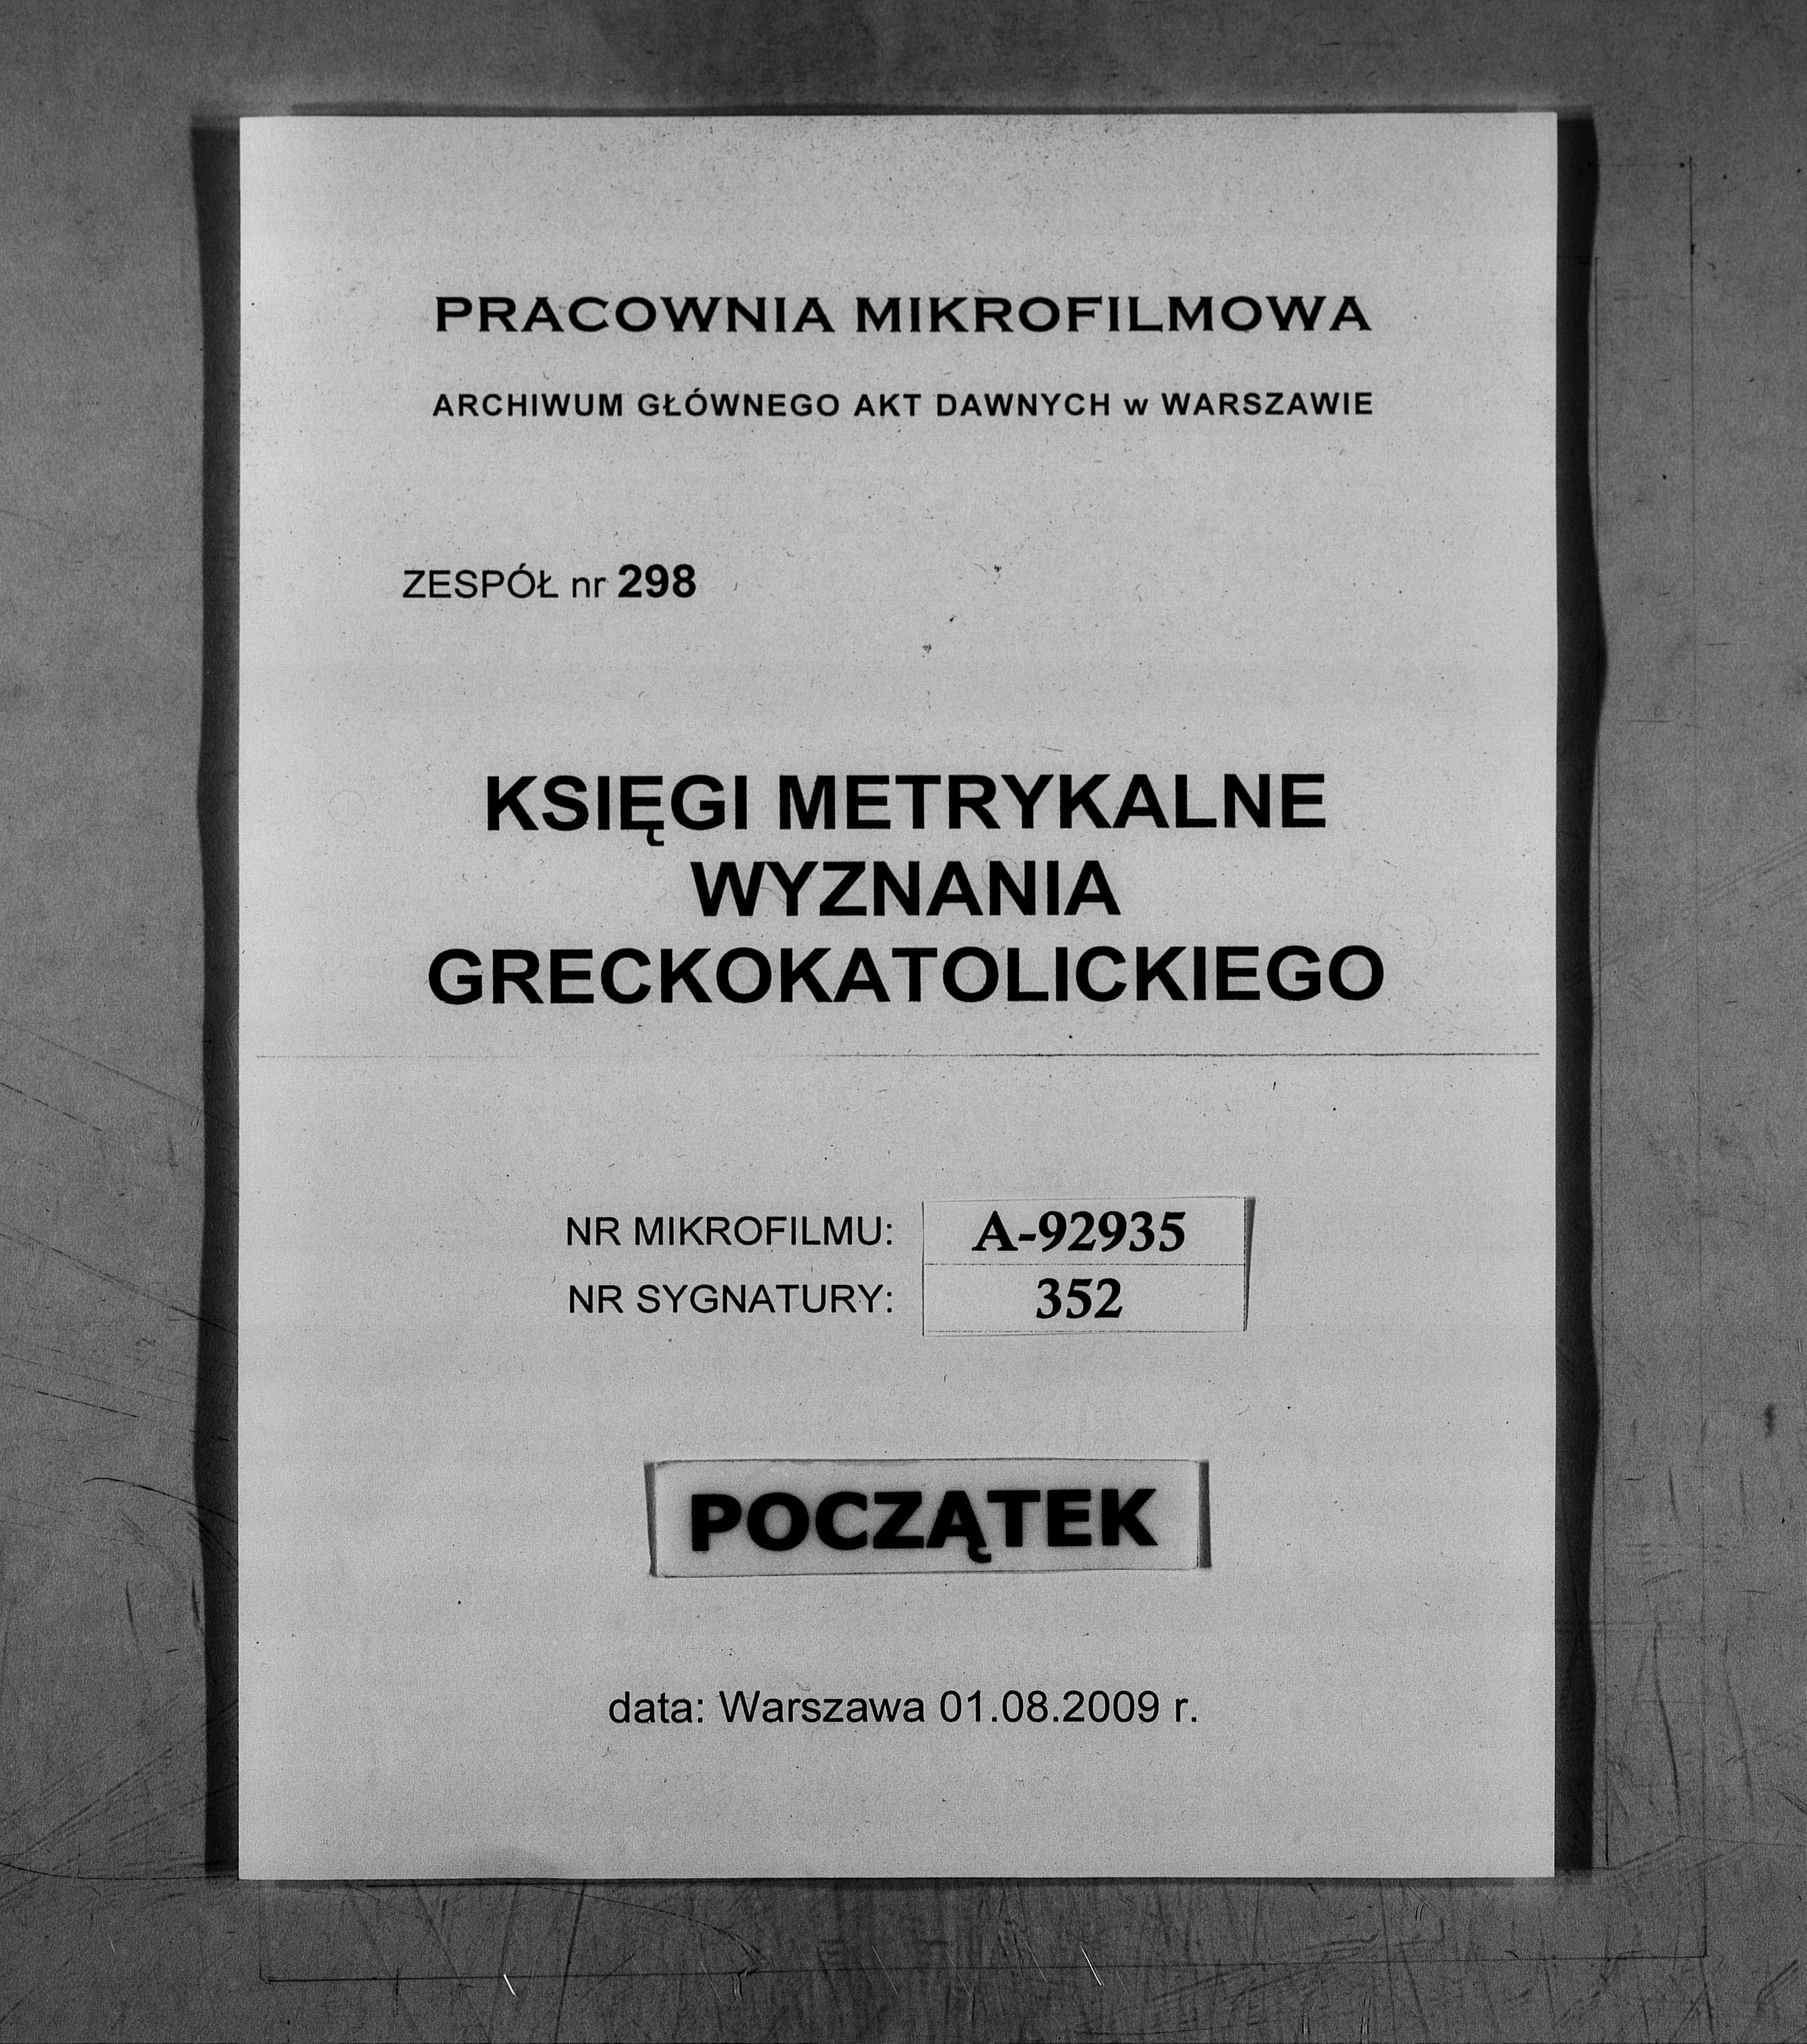 PRACOWNIA MIKROFILMOWA
ARCHIWUM GŁÓWNEGO AKT DAWNYCH w WARSZAWIE
ZESPÓŁ nr 298
KSIĘGI METRYKALNE
WYZNANIA
GRECKOKATOLICKIEGO
NR MIKROFILMU: A-92935
NR SYGNATURY: 352
POCZĄTEK
data: Warszawa 01.08.2009 r.